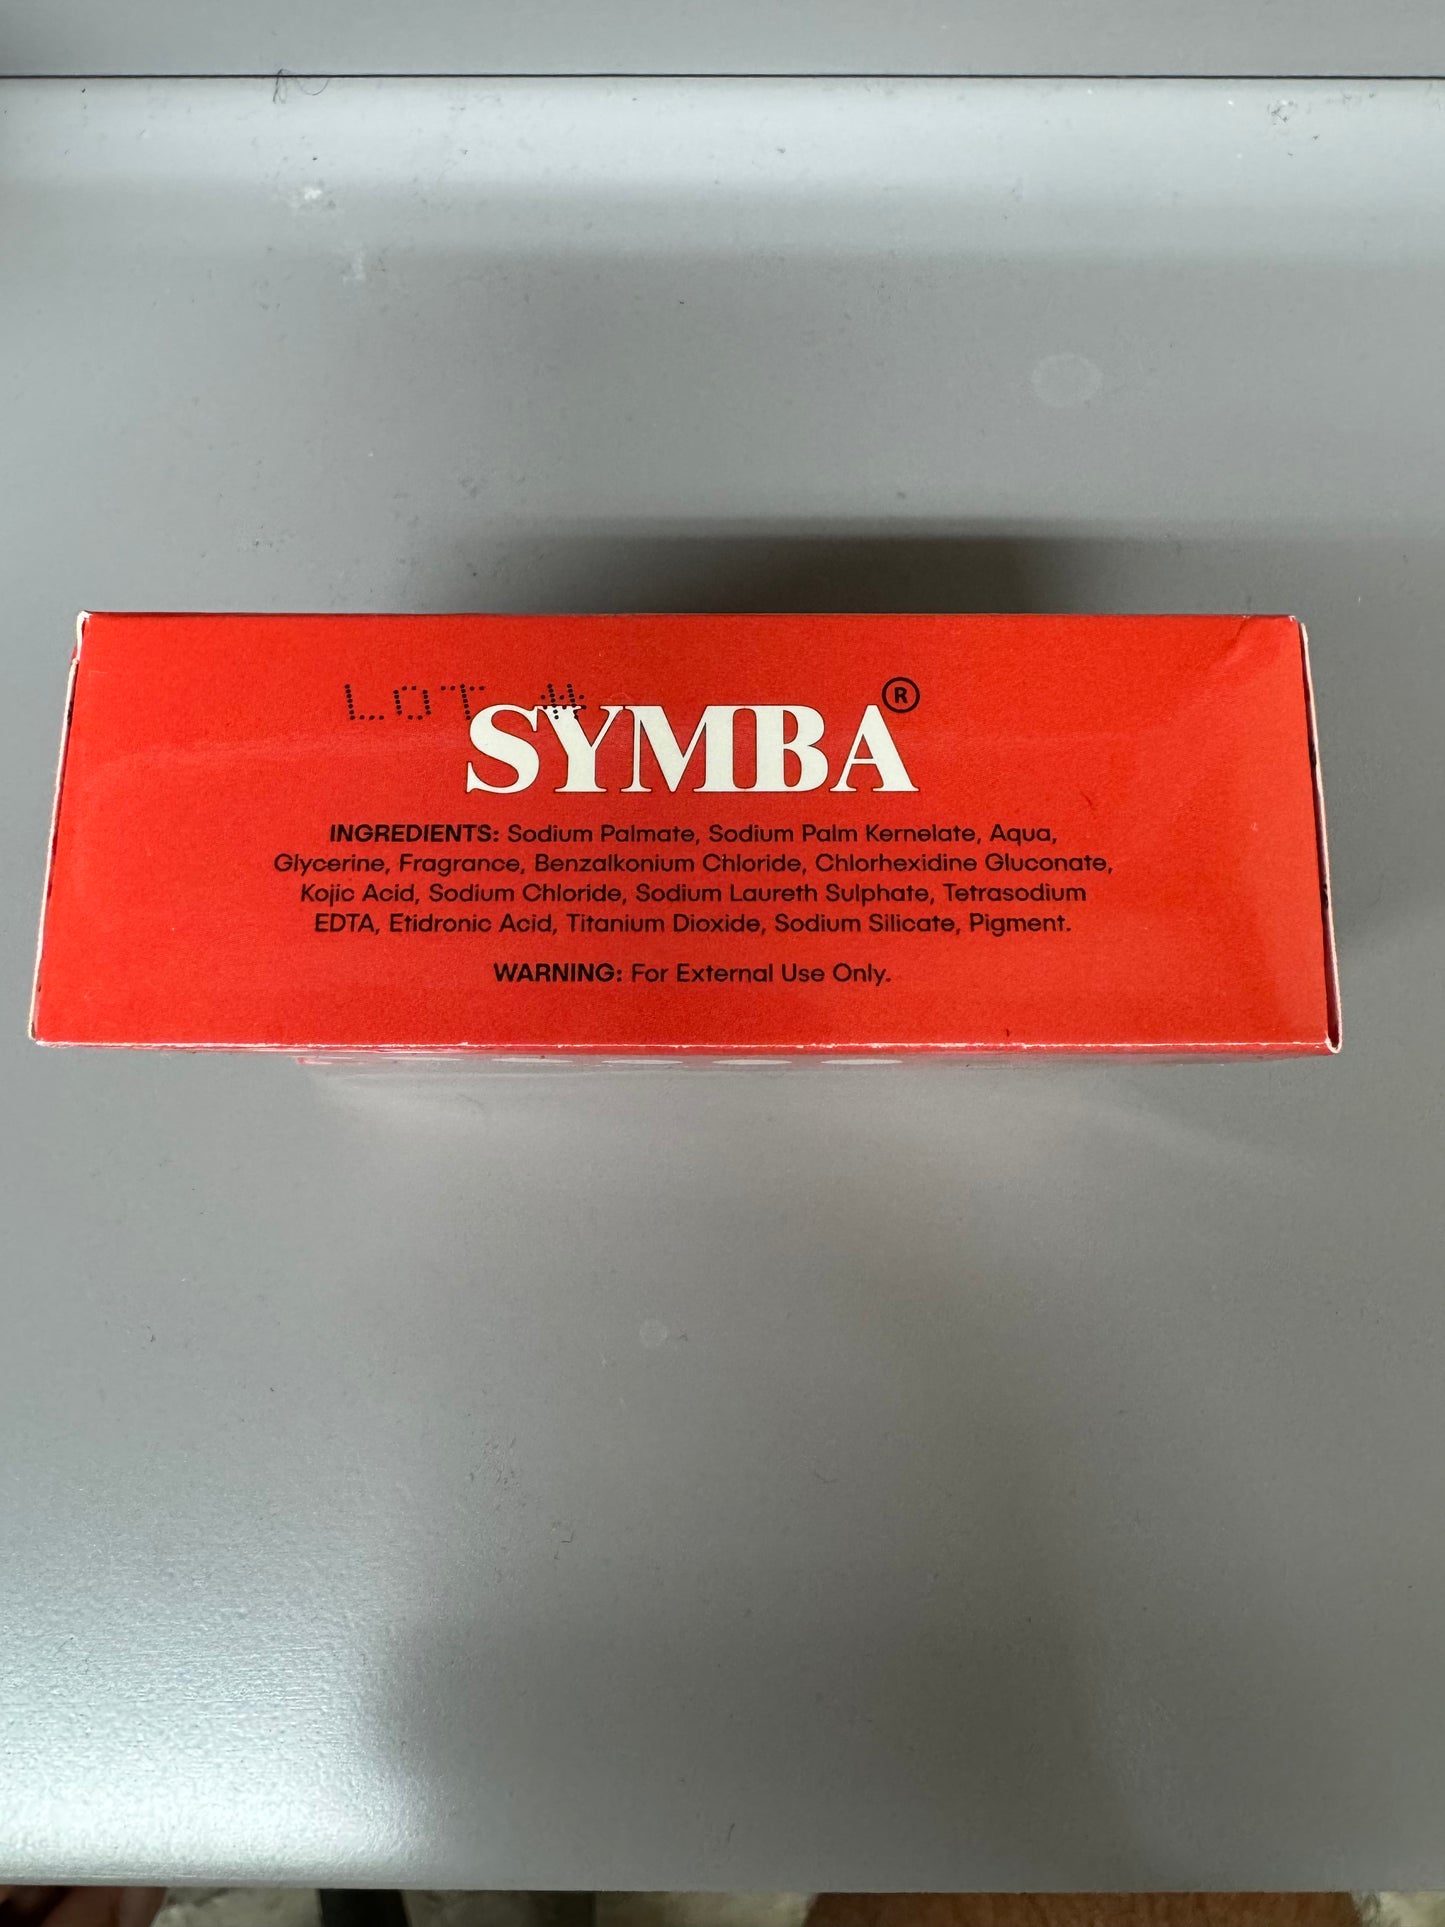 LOT #
SYMBA®
INGREDIENTS: Sodium Palmate, Sodium Palm Kernelate, Aqua,
Glycerine, Fragrance, Benzalkonium Chloride, Chlorhexidine Gluconate,
Kojic Acid, Sodium Chloride, Sodium Laureth Sulphate, Tetrasodium
EDTA, Etidronic Acid, Titanium Dioxide, Sodium Silicate, Pigment.
WARNING: For External Use Only.